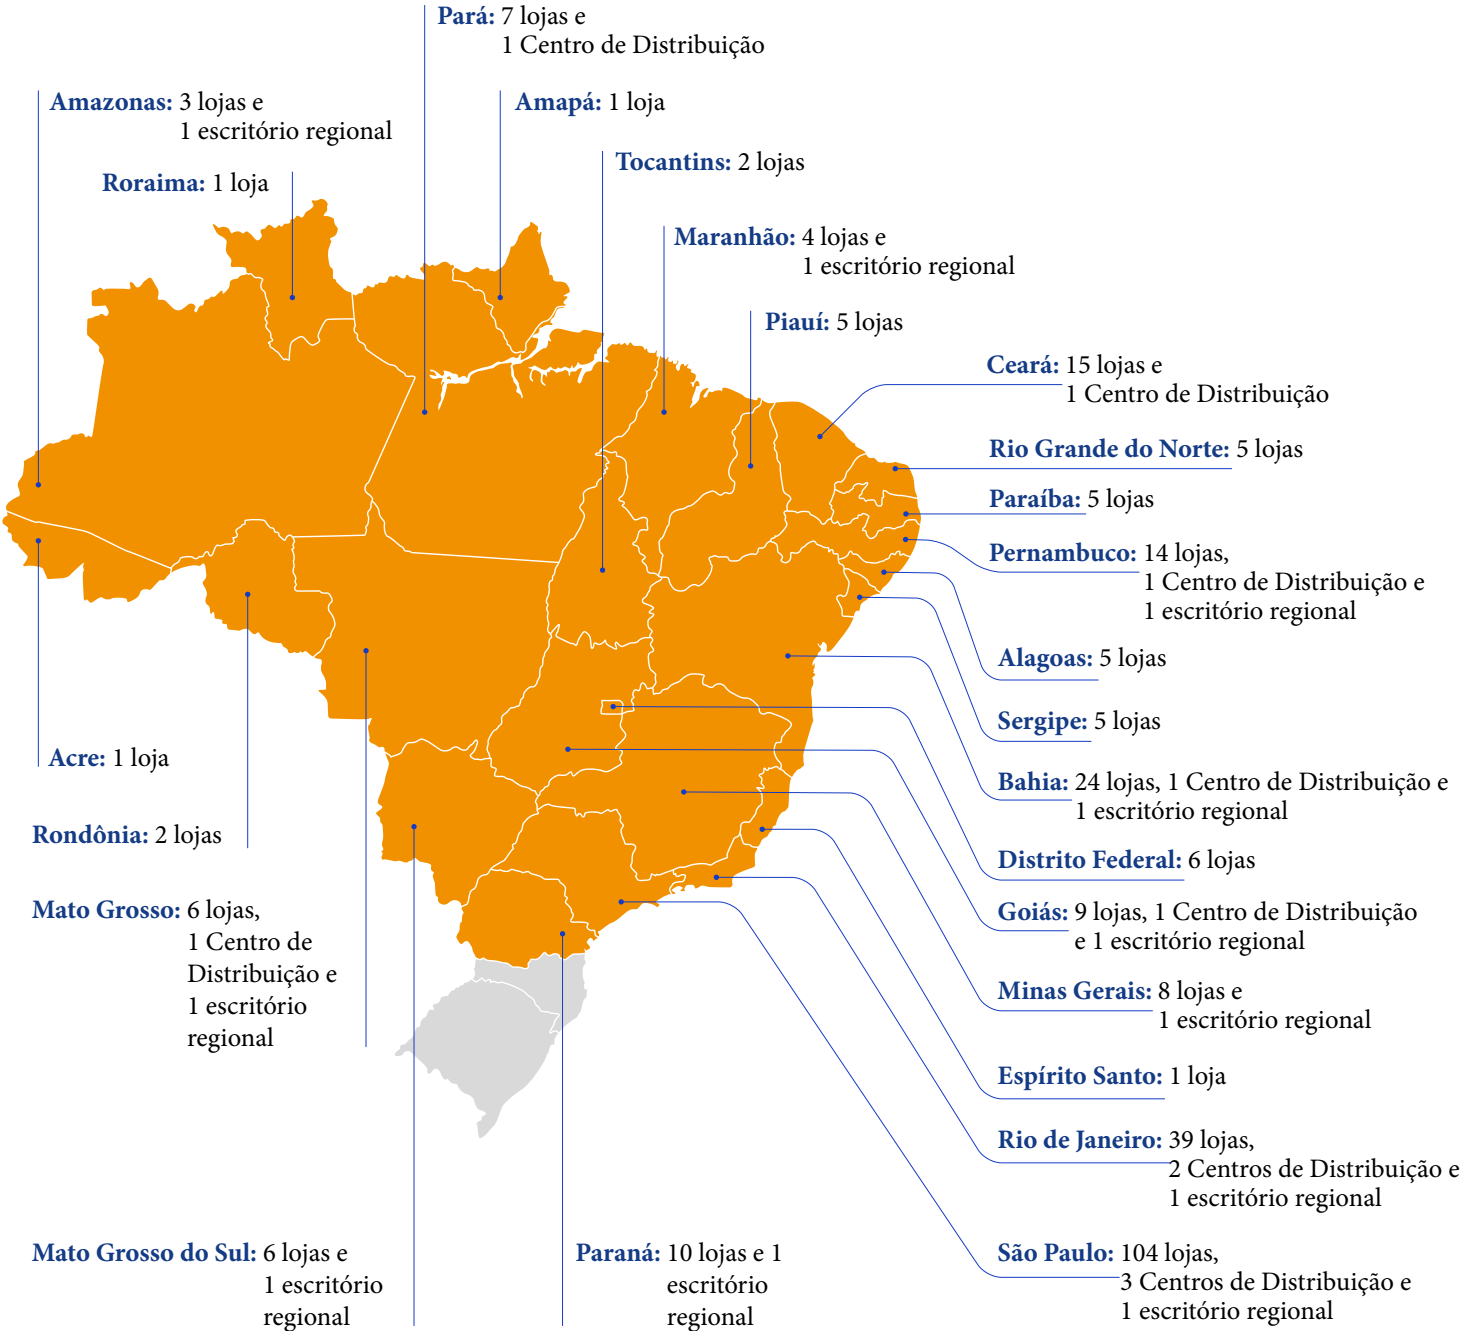 Pará: 7 lojas e
1 Centro de Distribuição
Amazonas: 3 lojas e
1 escritório regional
Amapá: 1 loja
Tocantins: 2 lojas
Roraima: 1 loja
Maranhão: 4 lojas e
1 escritório regional
Piauí: 5 lojas
Ceará: 15 lojas e
1 Centro de Distribuição
Rio Grande do Norte: 5 lojas
Paraíba: 5 lojas
Pernambuco: 14 lojas,
1 Centro de Distribuição e
1 escritório regional
Alagoas: 5 lojas
Sergipe: 5 lojas
Acre: 1 loja
Bahia: 24 lojas, 1 Centro de Distribuição e
1 escritório regional
Rondônia: 2 lojas
Distrito Federal: 6 lojas
Mato Grosso: 6 lojas,
1 Centro de
Distribuição e
1 escritório
regional
Goiás: 9 lojas, 1 Centro de Distribuição
e 1 escritório regional
Minas Gerais: 8 lojas e
1 escritório regional
Espírito Santo: 1 loja
Rio de Janeiro: 39 lojas,
2 Centros de Distribuição e
1 escritório regional
Mato Grosso do Sul: 6 lojas e
1 escritório
regional
Paraná: 10 lojas e 1
escritório
regional
São Paulo: 104 lojas,
3 Centros de Distribuição e
1 escritório regional